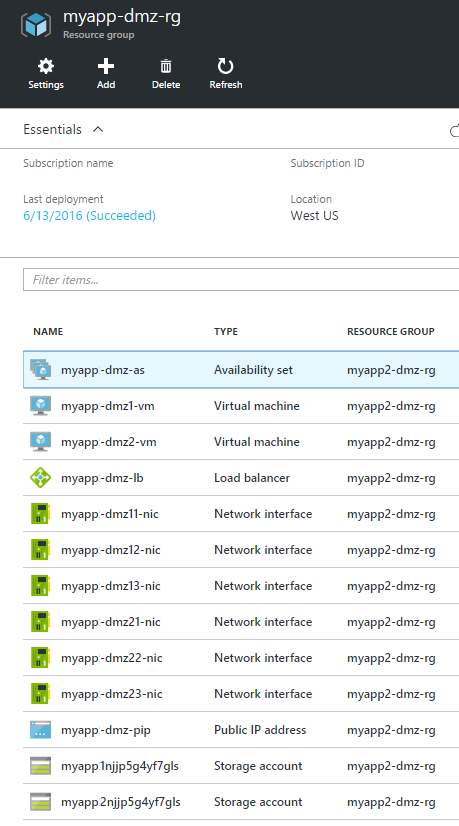 myapp-dmz-rg
Resource group
Settings Add Delete Refresh
Essentials
Subscription name Subscription ID
Last deployment Location
6/13/2016 (Succeeded) West US
Filter items...
NAME TYPE RESOURCE GROUP
myapp-dmz-as Availability set myapp2-dmz-rg
myapp-dmz1-vm Virtual machine myapp2-dmz-rg
myapp-dmz2-vm Virtual machine myapp2-dmz-rg
myapp-dmz-lb Load balancer myapp2-dmz-rg
myapp-dmz11-nic Network interface myapp2-dmz-rg
myapp-dmz12-nic Network interface myapp2-dmz-rg
myapp-dmz13-nic Network interface myapp2-dmz-rg
myapp-dmz21-nic Network interface myapp2-dmz-rg
myapp-dmz22-nic Network interface myapp2-dmz-rg
myapp-dmz23-nic Network interface myapp2-dmz-rg
myapp-dmz-pip Public IP address myapp2-dmz-rg
myapp1njjp5g4yf7gls Storage account myapp2-dmz-rg
myapp2njjp5g4yf7gls Storage account myapp2-dmz-rg